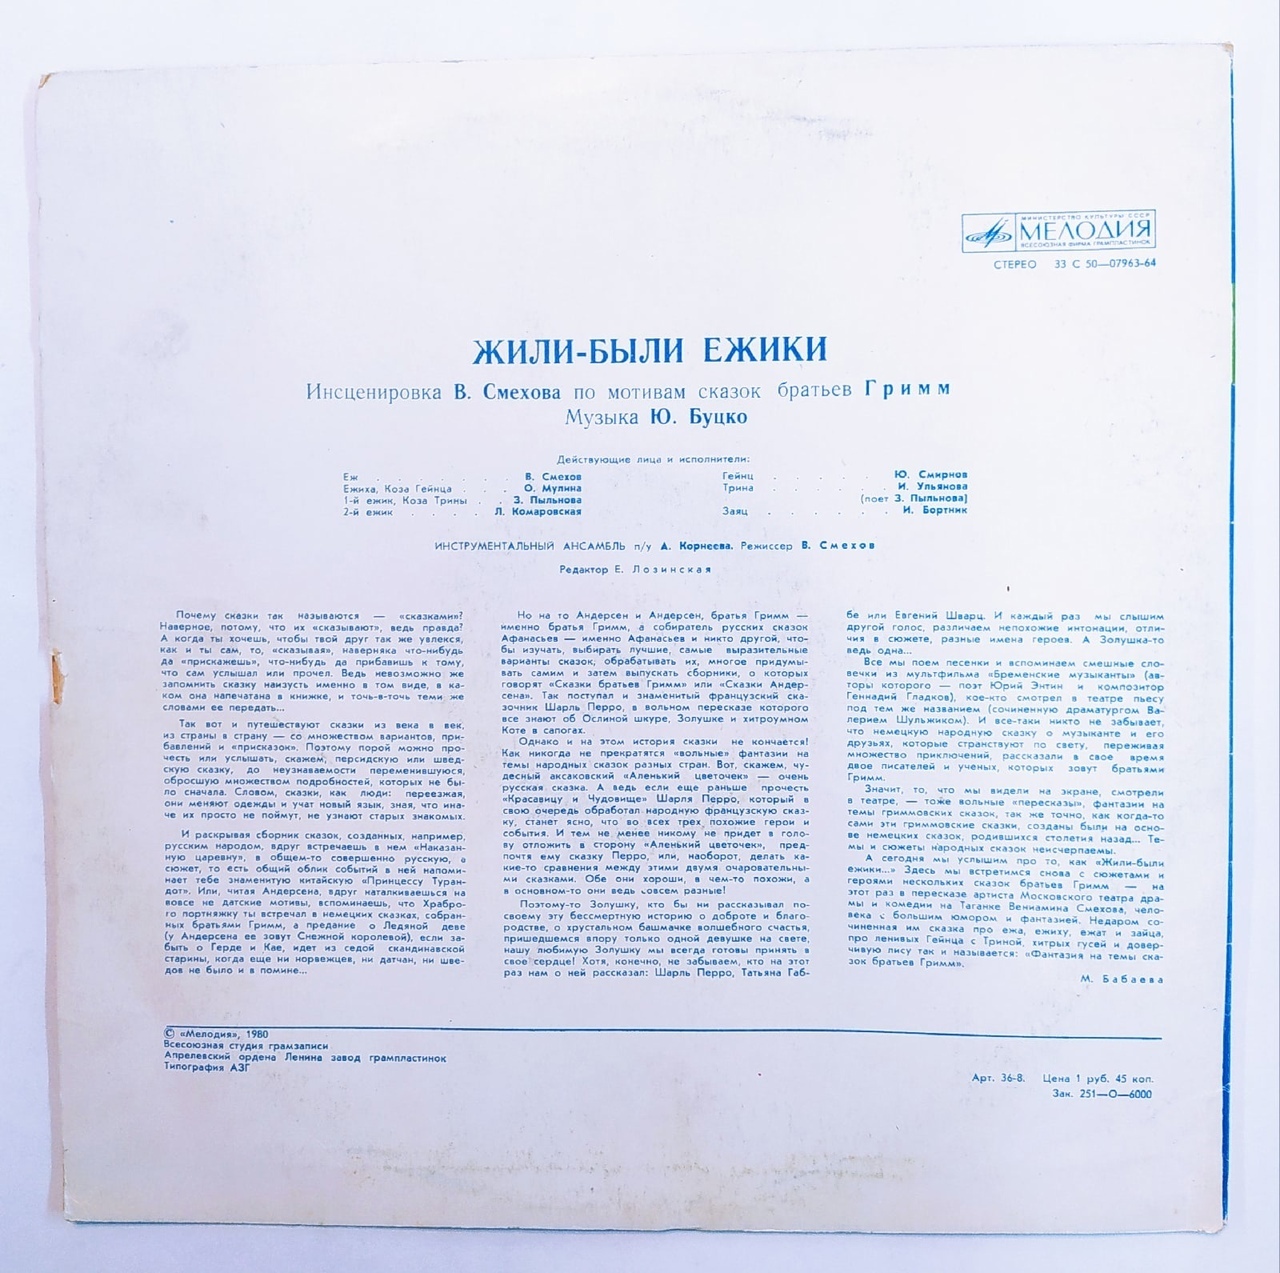 МИНИСТЕРСТВО КУЛЬТУРЫ СССР
МЕЛОДИЯ
ВСЕСОЮЗНАЯ ФИРМА ГРАМПЛАСТИНОК
СТЕРЕО 33 С 50—07963-64
ЖИЛИ-БЫЛИ ЕЖИКИ
Инсценировка В. Смехова по мотивам сказок братьев Гримм
Музыка Ю. Буцко
Действующие лица и исполнители:
Еж . . . . . . . . В. Смехов
Ежиха, Коза Гейнца . . . . О. Мулина
1-й ежик, Коза Трины . . З. Пыльнова
2-й ежик . . . . . Л. Комаровская
Гейнц . . . . . . . Ю. Смирнов
Трина . . . . . . . И. Ульянова
(поет З. Пыльнова)
Заяц . . . . . . . И. Бортник
ИНСТРУМЕНТАЛЬНЫЙ АНСАМБЛЬ п/у А. Корнеева. Режиссер В. Смехов
Редактор Е. Лозинская
Почему сказки так называются — «сказками»?
Наверное, потому, что их «сказывают», ведь правда?
А когда ты хочешь, чтобы твой друг так же увлекся,
как и ты сам, то, «сказывая», наверняка что-нибудь
да «прискажешь», что-нибудь да прибавишь к тому,
что сам услышал или прочел. Ведь невозможно же
запомнить сказку наизусть именно в том виде, в ка-
ком она напечатана в книжке, и точь-в-точь теми же
словами ее передать...
Так вот и путешествуют сказки из века в век,
из страны в страну — со множеством вариантов, при-
бавлений и «присказок». Поэтому порой можно про-
честь или услышать, скажем, персидскую или швед-
скую сказку, до неузнаваемости переменившуюся,
обросшую множеством подробностей, которых не бы-
ло сначала. Словом, сказки, как люди: переезжая,
они меняют одежды и учат новый язык, зная, что ина-
че их просто не поймут, не узнают старых знакомых.
И раскрывая сборник сказок, созданных, например,
русским народом, вдруг встречаешь в нем «Наказан-
ную царевну», в общем-то совершенно русскую, а
сюжет, то есть общий облик событий в ней напоми-
нает тебе знаменитую китайскую «Принцессу Туран-
дот». Или, читая Андерсена, вдруг наталкиваешься на
вовсе не датские мотивы, вспоминаешь, что Храбро-
го портняжку ты встречал в немецких сказках, собран-
ных братьями Гримм, а предание о Ледяной деве
(у Андерсена ее зовут Снежной королевой), если за-
быть о Герде и Кае, идет из седой скандинавской
старины, когда еще ни норвежцев, ни датчан, ни шве-
дов не было и в помине...
Но на то Андерсен и Андерсен, братья Гримм —
именно братья Гримм, а собиратель русских сказок
Афанасьев — именно Афанасьев и никто другой, что-
бы изучать, выбирать лучшие, самые выразительные
варианты сказок, обрабатывать их, многое придумы-
вать самим и затем выпускать сборники, о которых
говорят «Сказки братьев Гримм» или «Сказки Андер-
сена». Так поступал и знаменитый французский ска-
зочник Шарль Перро, в вольном пересказе которого
все знают об Ослиной шкуре, Золушке и хитроумном
Коте в сапогах.
Однако и на этом история сказки не кончается!
Как никогда не прекратятся «вольные» фантазии на
темы народных сказок разных стран. Вот, скажем, чу-
десный аксаковский «Аленький цветочек» — очень
русская сказка. А ведь если еще раньше прочесть
«Красавицу и Чудовище» Шарля Перро, который в
свою очередь обработал народную французскую сказ-
ку, станет ясно, что во всех трех похожие герои и
события. И тем не менее никому не придет в голо-
ву отложить в сторону «Аленький цветочек», пред-
почтя ему сказку Перро, или, наоборот, делать ка-
кие-то сравнения между этими двумя очаровательны-
ми сказками. Обе они хороши, в чем-то похожи, а
в основном-то они ведь совсем разные!
Поэтому-то Золушку, кто бы ни рассказывал по-
своему эту бессмертную историю о доброте и благо-
родстве, о хрустальном башмачке волшебного счастья,
пришедшемся впору только одной девушке на свете,
нашу любимую Золушку мы всегда готовы принять в
свое сердце! Хотя, конечно, не забываем, кто на этот
раз нам о ней рассказал: Шарль Перро, Татьяна Габ-
бе или Евгений Шварц. И каждый раз мы слышим
другой голос, различаем непохожие интонации, отли-
чия в сюжете, разные имена героев. А Золушка-то
ведь одна...
Все мы поем песенки и вспоминаем смешные сло-
вечки из мультфильма «Бременские музыканты» (ав-
торы которого — поэт Юрий Энтин и композитор
Геннадий Гладков), кое-кто смотрел в театре пьесу
под тем же названием (сочиненную драматургом Ва-
лерием Шульжиком). И все-таки никто не забывает,
что немецкую народную сказку о музыканте и его
друзьях, которые странствуют по свету, переживая
множество приключений, рассказали в свое время
двое писателей и ученых, которых зовут братьями
Гримм.
Значит, то, что мы видели на экране, смотрели
в театре, — тоже вольные «пересказы», фантазии на
темы гриммовских сказок, так же точно, как когда-то
сами эти гриммовские сказки, созданы были на осно-
ве немецких сказок, родившихся столетия назад... Те-
мы и сюжеты народных сказок неисчерпаемы.
А сегодня мы услышим про то, как «Жили-были
ежики...» Здесь мы встретимся снова с сюжетами и
героями нескольких сказок братьев Гримм — на
этот раз в пересказе артиста Московского театра дра-
мы и комедии на Таганке Вениамина Смехова, чело-
века с большим юмором и фантазией. Недаром со-
чиненная им сказка про ежа, ежиху, ежат и зайца,
про ленивых Гейнца с Триной, хитрых гусей и довер-
чивую лису так и называется: «Фантазия на темы ска-
зок братьев Гримм».
М. Бабаева
© «Мелодия», 1980
Всесоюзная студия грамзаписи
Апрелевский ордена Ленина завод грампластинок
Типография АЗГ
Арт. 36-8. Цена 1 руб. 45 коп.
Зак. 251—О—6000